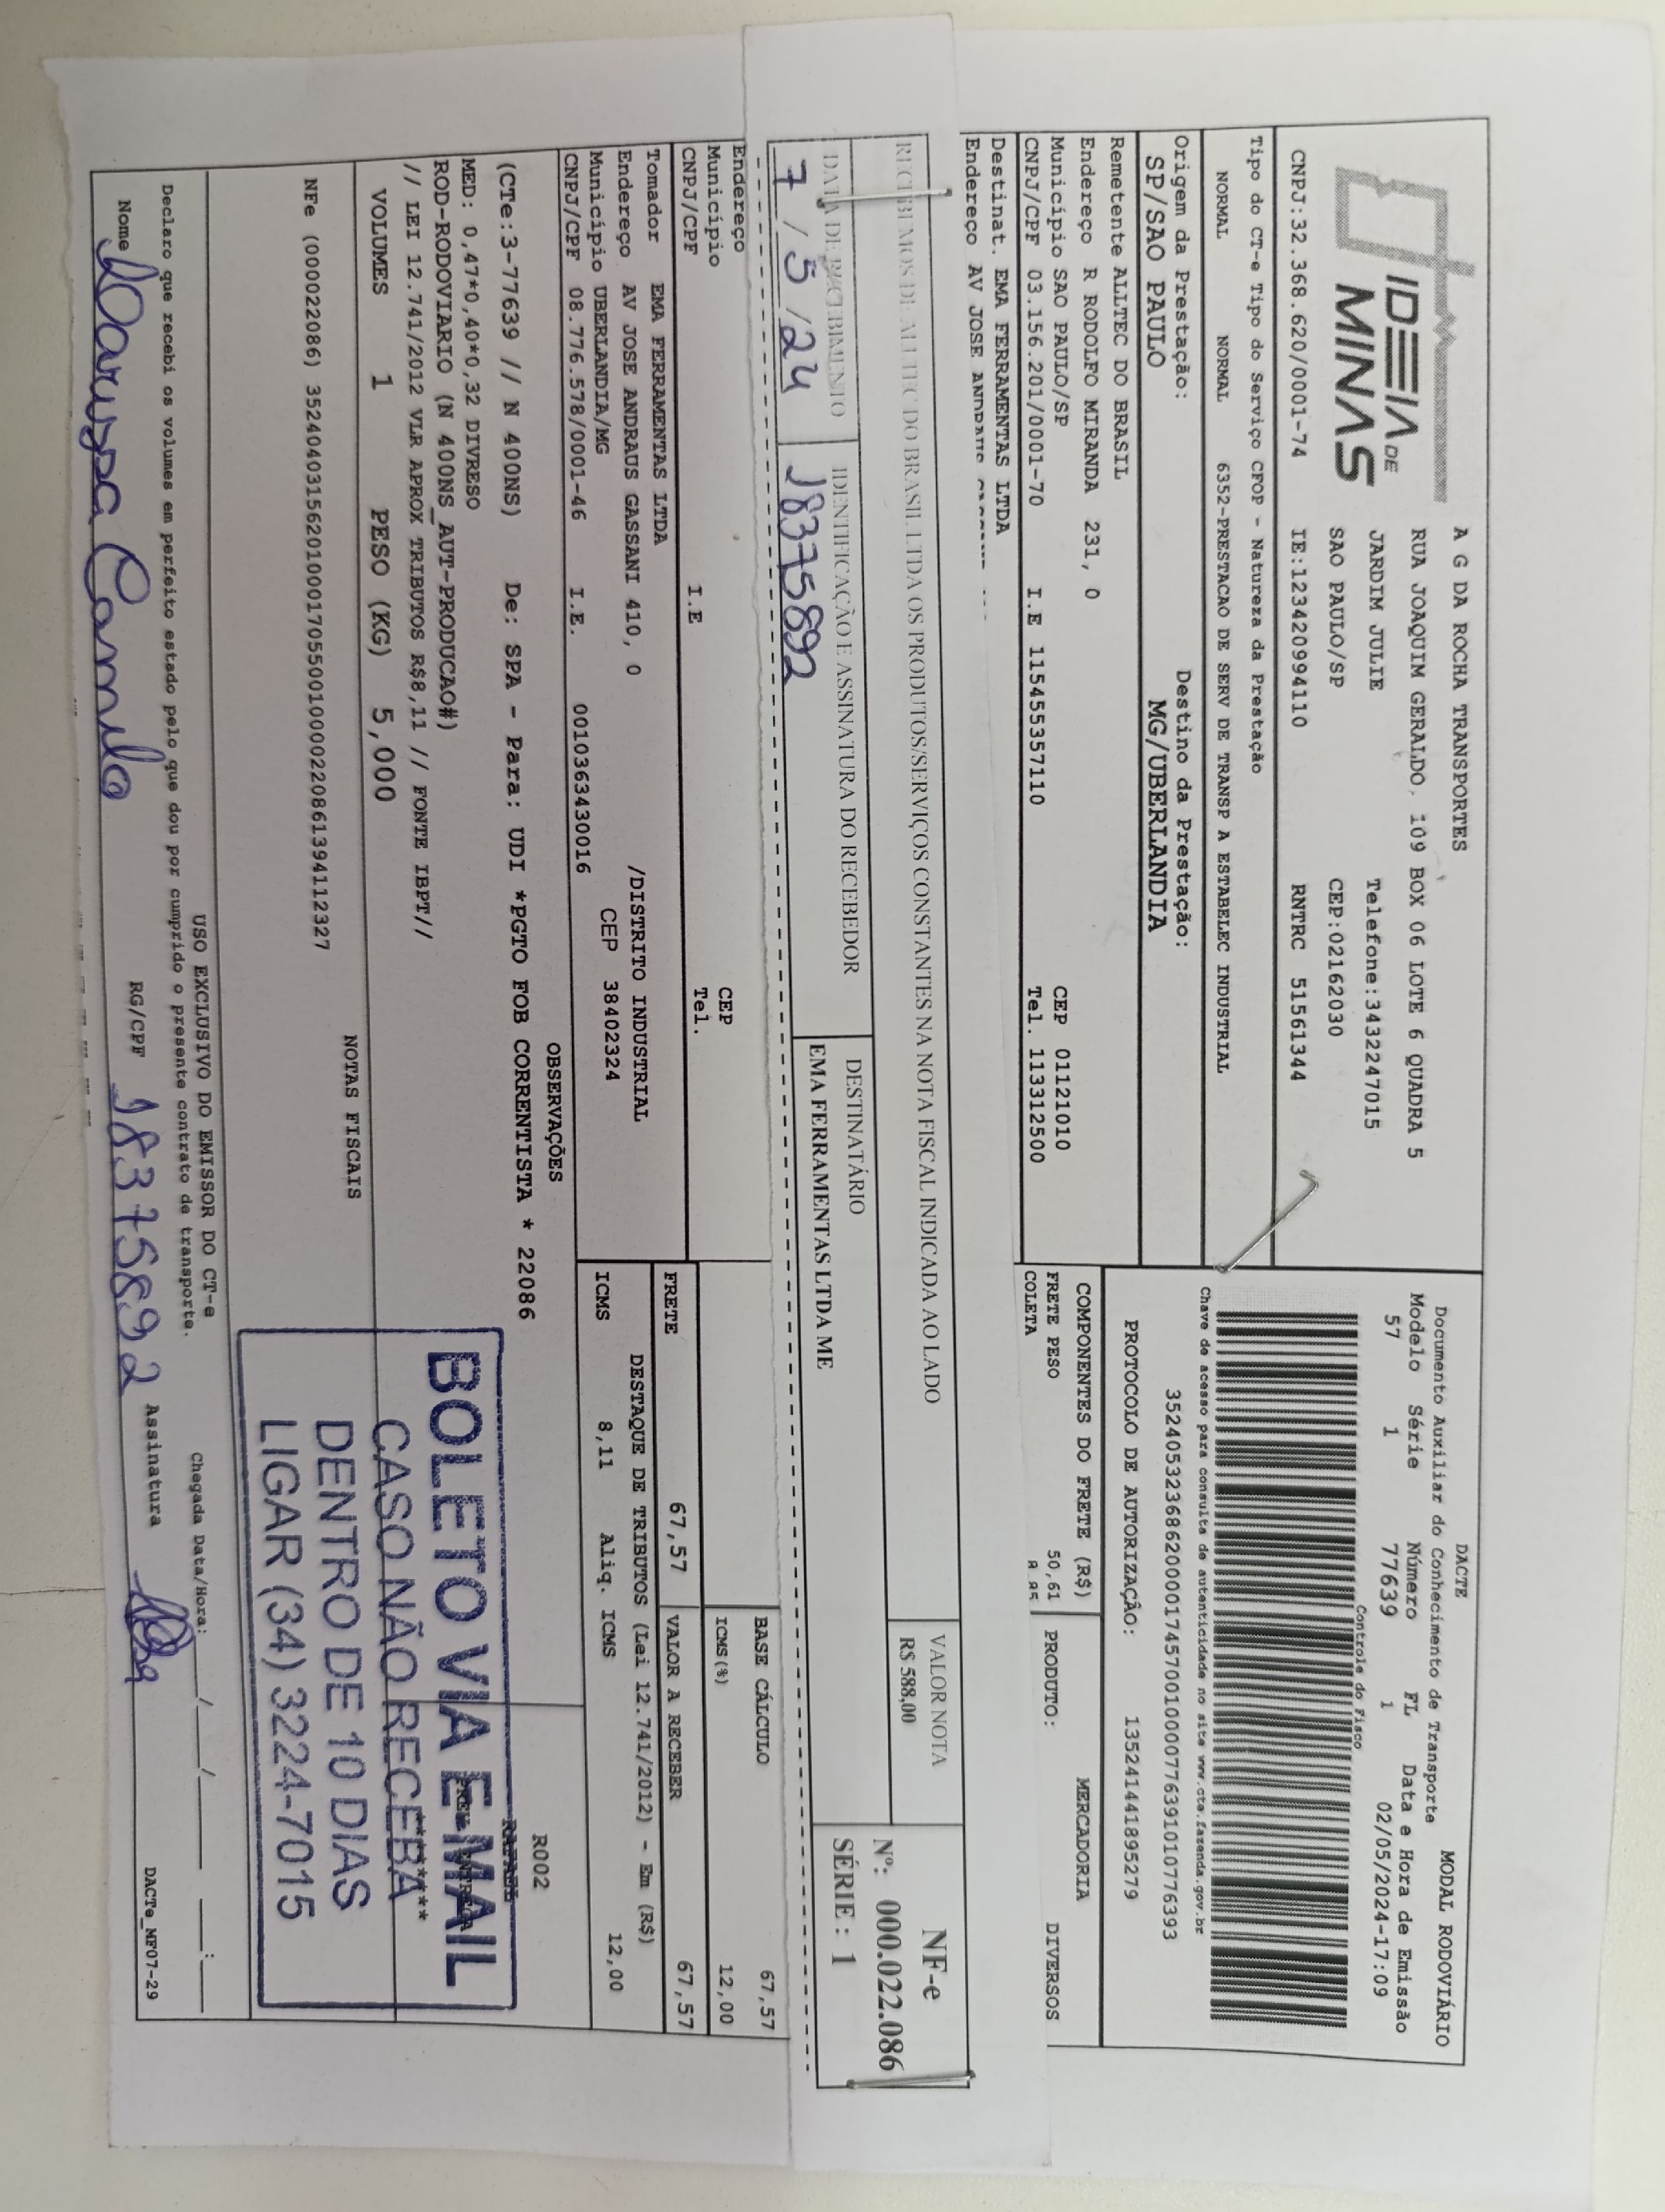 IDEIA DE
MINAS
A G DA ROCHA TRANSPORTES
RUA JOAQUIM GERALDO, 109 BOX 06 LOTE 6 QUADRA 5
JARDIM JULIE Telefone:3432247015
SAO PAULO/SP CEP:02162030
CNPJ:32.368.620/0001-74 IE:123420994110 RNTRC 51561344
DACTE
Documento Auxiliar do Conhecimento de Transporte
MODAL RODOVIÁRIO
Modelo Série Número FL Data e Hora de Emissão
57 1 77639 1 02/05/2024-17:09
Controle do Fisco
Tipo do CT-e Tipo do Serviço CFOP - Natureza da Prestação
NORMAL NORMAL 6352-PRESTACAO DE SERV DE TRANSP A ESTABELEC INDUSTRIAL
Chave de acesso para consulta de autenticidade no site www.cte.fazenda.gov.br
35240532368620000174570010000776391010776393
Origem da Prestação: Destino da Prestação:
SP/SAO PAULO MG/UBERLANDIA
PROTOCOLO DE AUTORIZAÇÃO: 135241441895279
Remetente ALLTEC DO BRASIL
Endereço R RODOLFO MIRANDA 231, 0
Município SAO PAULO/SP CEP 01121010
CNPJ/CPF 03.156.201/0001-70 I.E 115455357110 Tel. 113312500
COMPONENTES DO FRETE (R$) MERCADORIA
FRETE PESO 50,61 PRODUTO: DIVERSOS
COLETA
Destinat. EMA FERRAMENTAS LTDA
Endereço AV JOSE ANDRAUS
RECEBEMOS DE ALLTEC DO BRASIL LTDA OS PRODUTOS/SERVIÇOS CONSTANTES NA NOTA FISCAL INDICADA AO LADO
VALOR NOTA
R$ 588,00
NF-e
Nº: 000.022.086
SÉRIE : 1
DATA DE RECEBIMENTO IDENTIFICAÇÃO E ASSINATURA DO RECEBEDOR DESTINATÁRIO
7 / 5 /24 18375892 EMA FERRAMENTAS LTDA ME
Endereço
Município CEP
CNPJ/CPF I.E Tel.
BASE CÁLCULO 67,57
ICMS(%) 12,00
FRETE 67,57 VALOR A RECEBER 67,57
Tomador EMA FERRAMENTAS LTDA
Endereço AV JOSE ANDRAUS GASSANI 410, 0 /DISTRITO INDUSTRIAL
Município UBERLANDIA/MG CEP 38402324
CNPJ/CPF 08.776.578/0001-46 I.E. 0010363430016
DESTAQUE DE TRIBUTOS (Lei 12.741/2012) - Em (R$)
ICMS 8,11 Aliq. ICMS 12,00
OBSERVAÇÕES
R002
(CTe:3-77639 // N 400NS) De: SPA - Para: UDI *PGTO FOB CORRENTISTA * 22086
RAFAEL
MED: 0,47*0,40*0,32 DIVRESO
ROD-RODOVIARIO (N 400NS_AUT-PRODUCAO#)
// LEI 12.741/2012 VLR APROX TRIBUTOS R$8,11 // FONTE IBPT//
VOLUMES 1 PESO (KG) 5,000
NOTAS FISCAIS
NFe (000022086) 35240403156201000170550010000220861394112327
BOLETO VIA E-MAIL
CASO NÃO RECEBA
DENTRO DE 10 DIAS
LIGAR (34) 3224-7015
USO EXCLUSIVO DO EMISSOR DO CT-e
Declaro que recebi os volumes em perfeito estado pelo que dou por cumprido o presente contrato de transporte.
Chegada Data/Hora: ____/____/____ ____:____
Nome Darysa Camila RG/CPF 18375892 Assinatura
DACTe_MF07-29